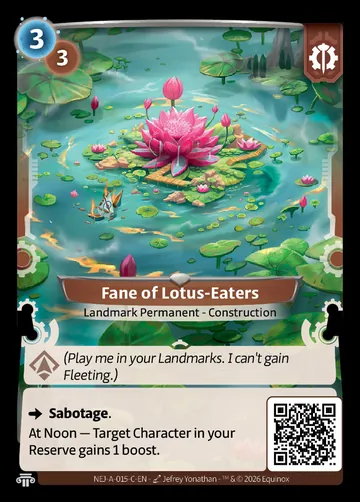 3
3
Fane of Lotus-Eaters
Landmark Permanent - Construction
(Play me in your Landmarks. I can't gain
Fleeting.)
Sabotage.
At Noon — Target Character in your
Reserve gains 1 boost.
NEJ-A-015-C-EN - Jefrey Yonathan - ™ & © 2026 Equinox